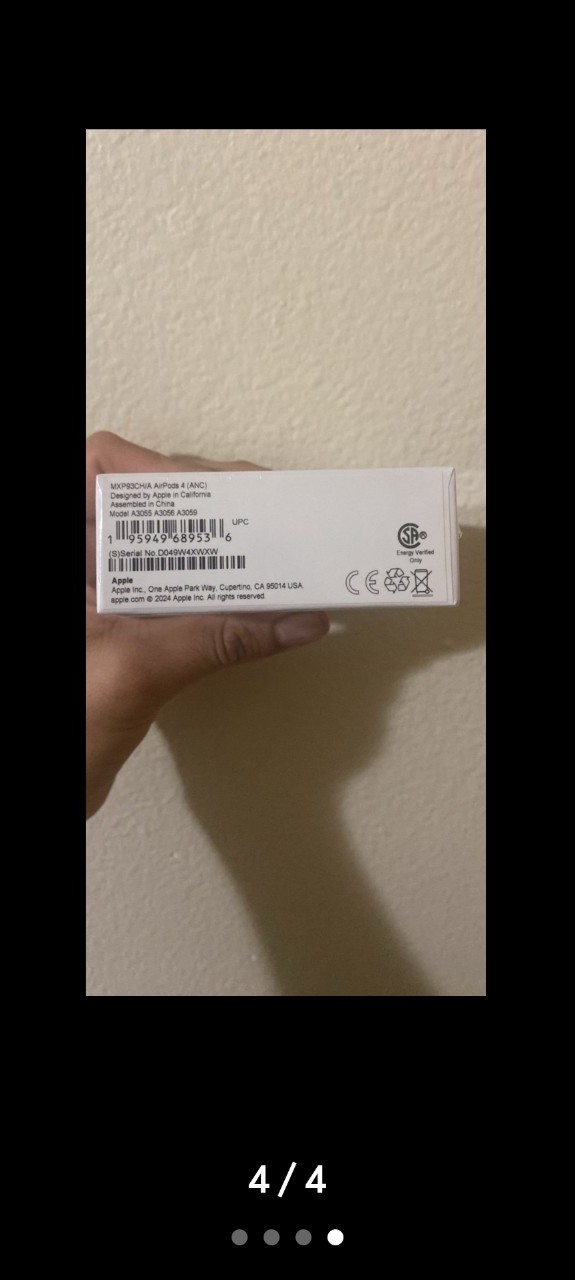 MXP93CH/A AirPods 4 (ANC)
Designed by Apple in California
Assembled in China
Model A3055 A3056 A3059
UPC
1 95949 68953 6
(S)Serial No.D049W4XWXW
Apple
Apple Inc., One Apple Park Way, Cupertino, CA 95014 USA.
apple.com © 2024 Apple Inc. All rights reserved.
SA®
Energy Verified
Only
CE
4 / 4